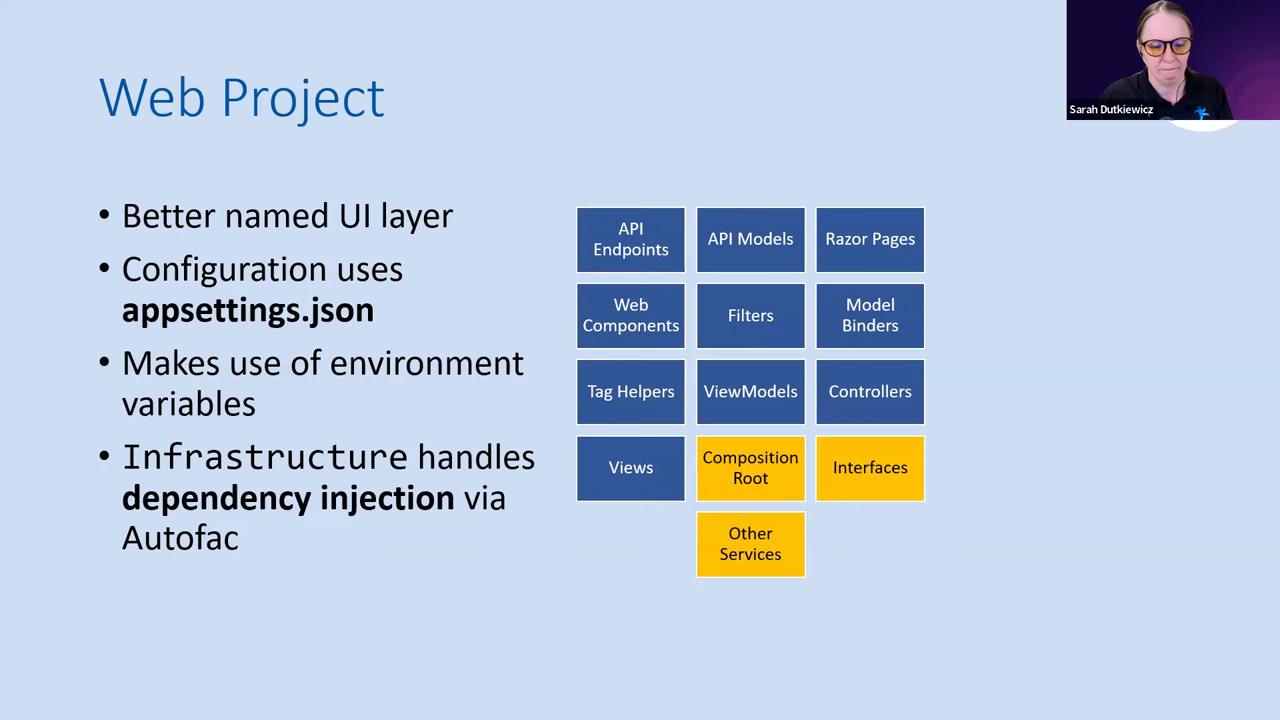 Web Project
Sarah Dutkiewicz
• Better named UI layer
• Configuration uses
appsettings.json
• Makes use of environment
variables
• Infrastructure handles
dependency injection via
Autofac
API
Endpoints
API Models
Razor Pages
Web
Components
Filters
Model
Binders
Tag Helpers
ViewModels
Controllers
Views
Composition
Root
Interfaces
Other
Services